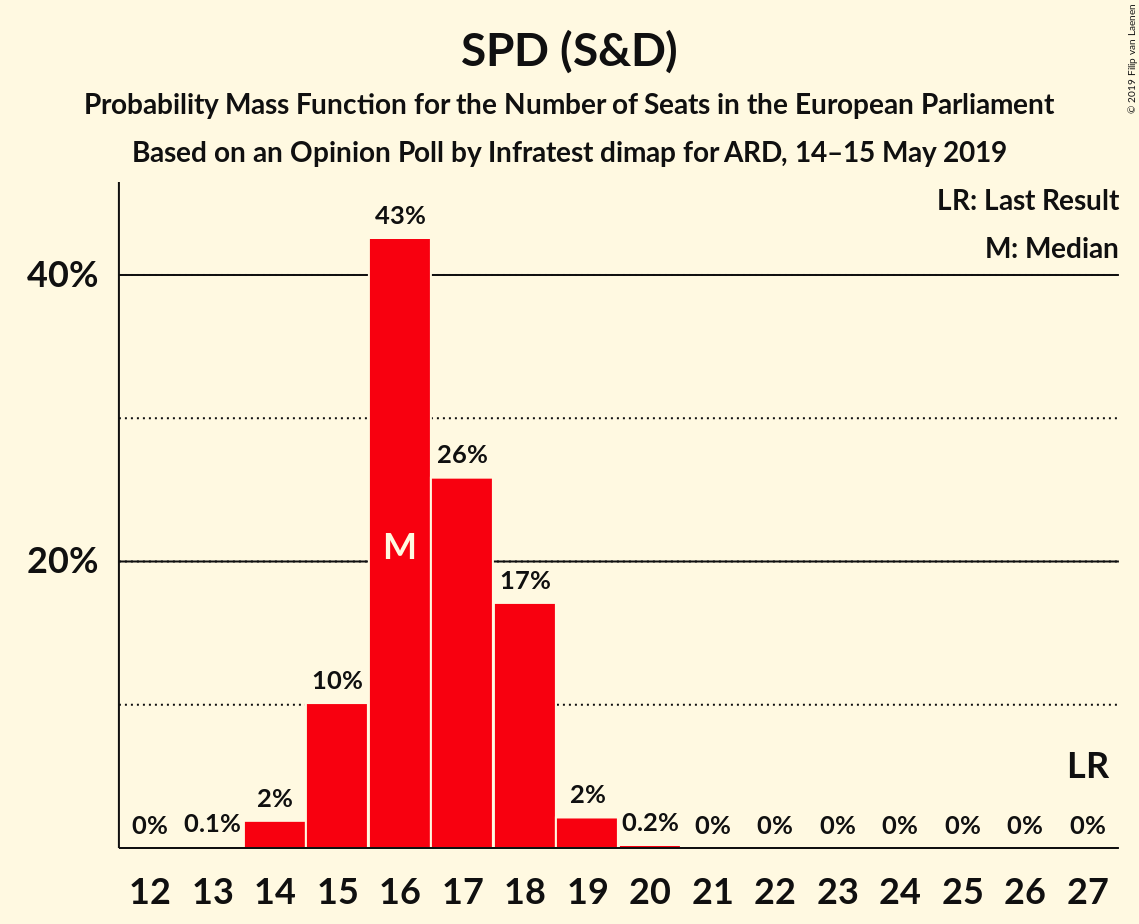 SPD (S&D)
Probability Mass Function for the Number of Seats in the European Parliament
Based on an Opinion Poll by Infratest dimap for ARD, 14–15 May 2019
© 2019 Filip van Laenen
LR: Last Result
M: Median
40%
20%
0% 0.1% 2% 10% 43% 26% 17% 2% 0.2% 0% 0% 0% 0% 0% 0% 0%
M
LR
12 13 14 15 16 17 18 19 20 21 22 23 24 25 26 27